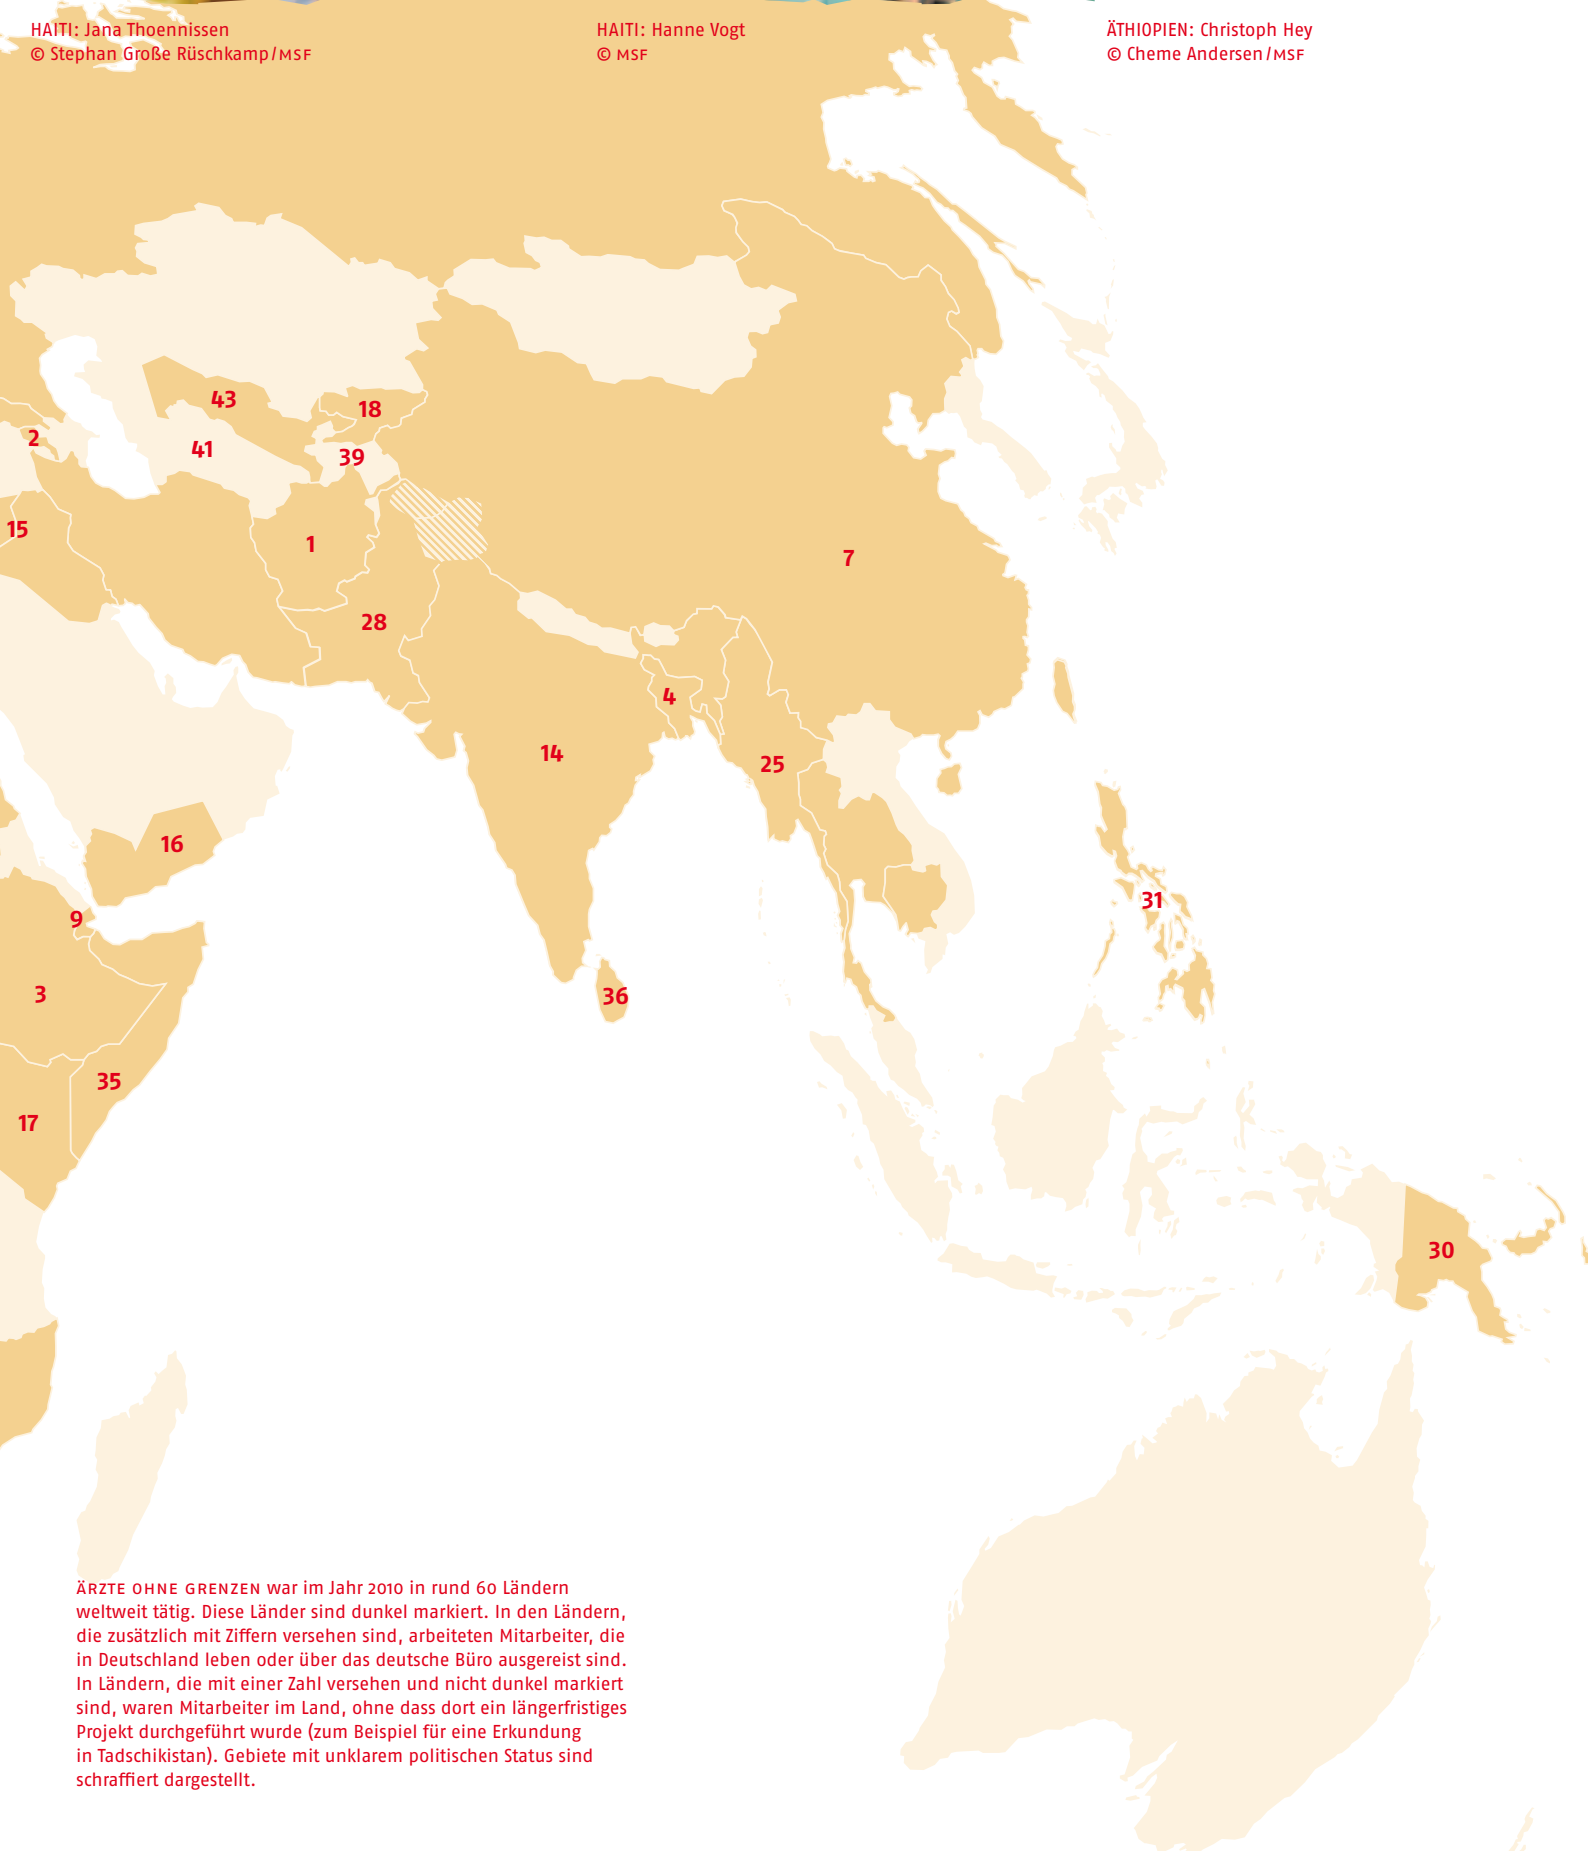 HAITI: Jana Thoennissen
© Stephan Große Rüschkamp/MSF
HAITI: Hanne Vogt
© MSF
ÄTHIOPIEN: Christoph Hey
© Cheme Andersen/MSF
43
18
2
41
39
15
1
7
28
4
14
25
16
31
9
3
36
35
17
30
ÄRZTE OHNE GRENZEN war im Jahr 2010 in rund 60 Ländern
weltweit tätig. Diese Länder sind dunkel markiert. In den Ländern,
die zusätzlich mit Ziffern versehen sind, arbeiteten Mitarbeiter, die
in Deutschland leben oder über das deutsche Büro ausgereist sind.
In Ländern, die mit einer Zahl versehen und nicht dunkel markiert
sind, waren Mitarbeiter im Land, ohne dass dort ein längerfristiges
Projekt durchgeführt wurde (zum Beispiel für eine Erkundung
in Tadschikistan). Gebiete mit unklarem politischen Status sind
schraffiert dargestellt.